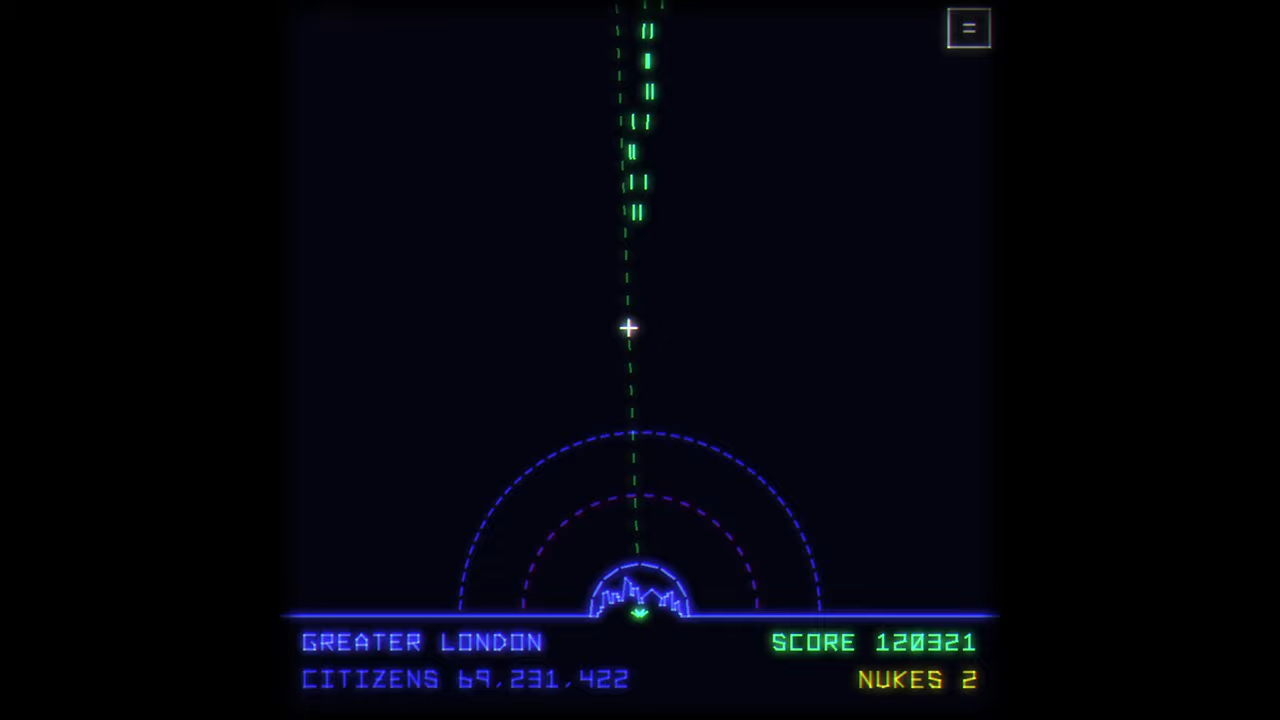 GREATER LONDON
SCORE 120321
CITIZENS 69,231,422
NUKES 2